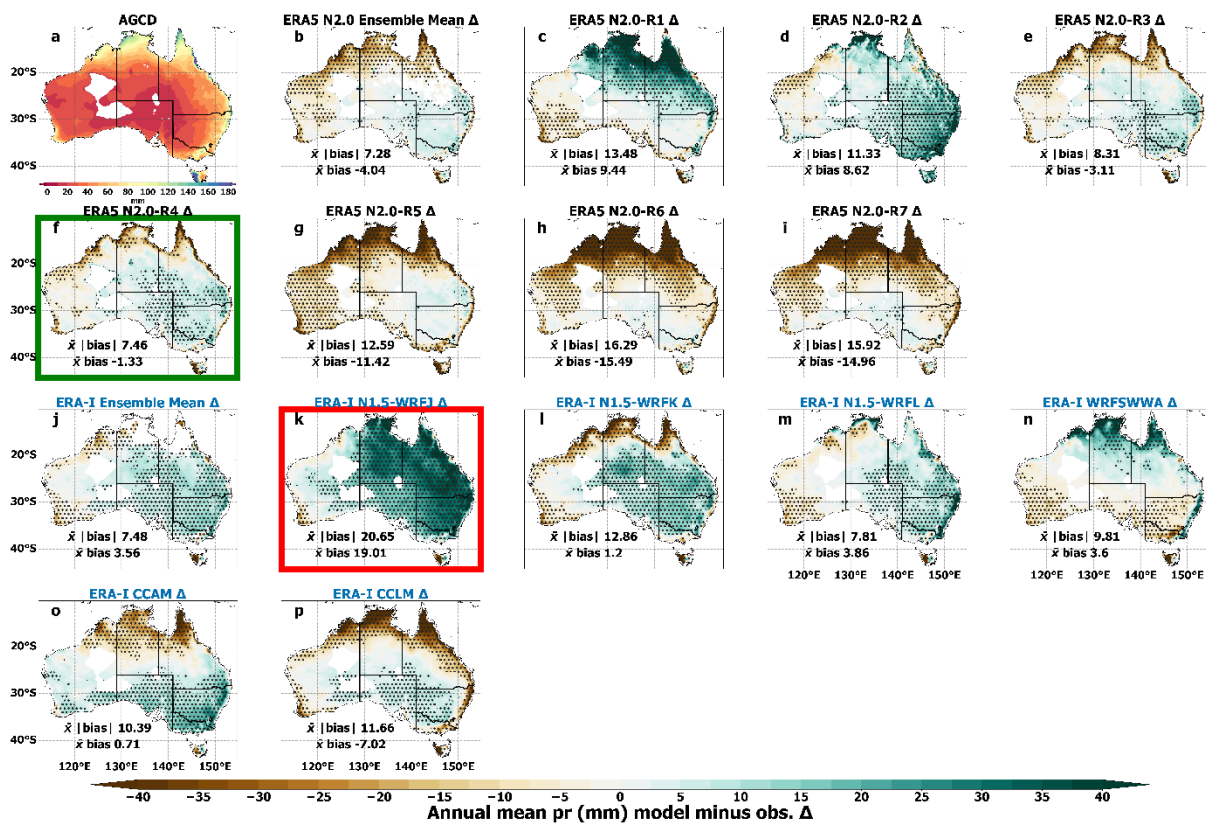 AGCD
ERA5 N2.0 Ensemble Mean Δ
ERA5 N2.0-R1 Δ
ERA5 N2.0-R2 Δ
ERA5 N2.0-R3 Δ
a
b
c
d
e
20°S
30°S
40°S
x̄ |bias| 7.28
x̄ bias -4.04
x̄ |bias| 13.48
x̄ bias 9.44
x̄ |bias| 11.33
x̄ bias 8.62
x̄ |bias| 8.31
x̄ bias -3.11
0 20 40 60 80 100 120 140 160 180
mm
ERA5 N2.0-R4 Δ
ERA5 N2.0-R5 Δ
ERA5 N2.0-R6 Δ
ERA5 N2.0-R7 Δ
f
g
h
i
20°S
30°S
40°S
x̄ |bias| 7.46
x̄ bias -1.33
x̄ |bias| 12.59
x̄ bias -11.42
x̄ |bias| 16.29
x̄ bias -15.49
x̄ |bias| 15.92
x̄ bias -14.96
ERA-I Ensemble Mean Δ
ERA-I N1.5-WRFJ Δ
ERA-I N1.5-WRFK Δ
ERA-I N1.5-WRFL Δ
ERA-I WRFSWWA Δ
j
k
l
m
n
20°S
30°S
40°S
x̄ |bias| 7.48
x̄ bias 3.56
x̄ |bias| 20.65
x̄ bias 19.01
x̄ |bias| 12.86
x̄ bias 1.2
x̄ |bias| 7.81
x̄ bias 3.86
x̄ |bias| 9.81
x̄ bias 3.6
120°E 130°E 140°E 150°E
120°E 130°E 140°E 150°E
ERA-I CCAM Δ
ERA-I CCLM Δ
o
p
20°S
30°S
40°S
x̄ |bias| 10.39
x̄ bias 0.71
x̄ |bias| 11.66
x̄ bias -7.02
120°E 130°E 140°E 150°E
120°E 130°E 140°E 150°E
−40 −35 −30 −25 −20 −15 −10 −5 0 5 10 15 20 25 30 35 40
Annual mean pr (mm) model minus obs. Δ